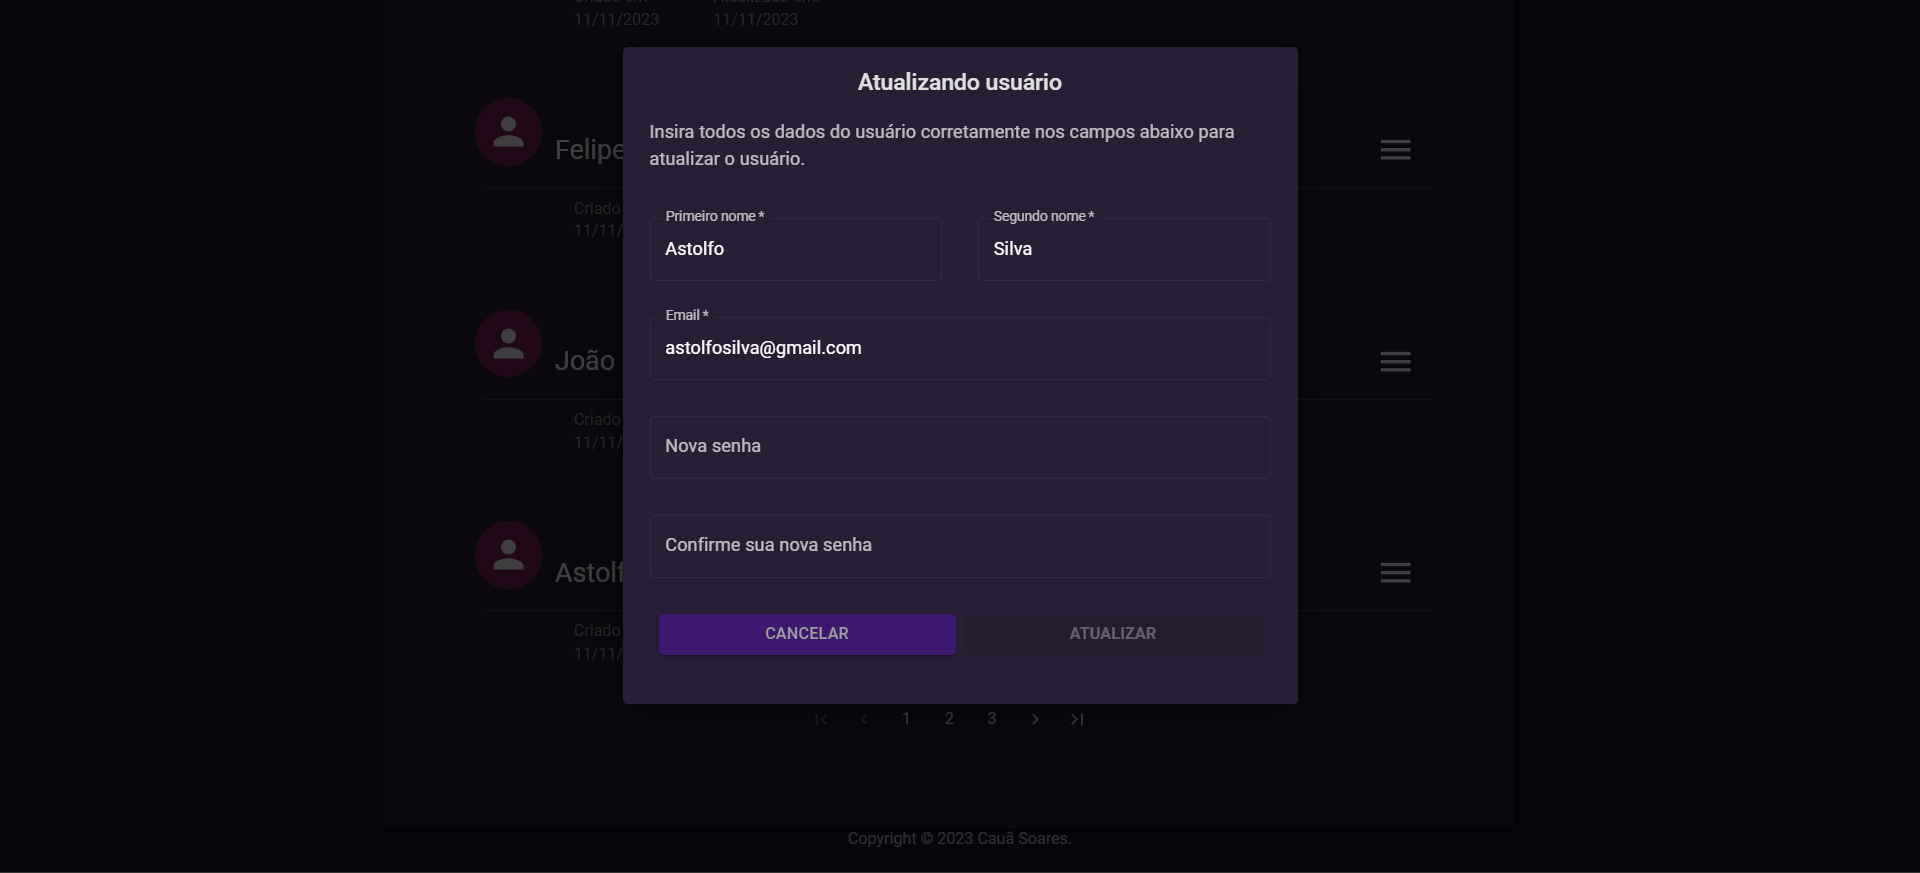 11/11/2023 11/11/2023
Atualizando usuário
Insira todos os dados do usuário corretamente nos campos abaixo para
atualizar o usuário.
Felipe
Criado
11/11/
Primeiro nome * Segundo nome *
Astolfo Silva
Email *
astolfosilva@gmail.com
João
Criado
11/11/
Nova senha
Confirme sua nova senha
Astolf
Criado
11/11/
CANCELAR ATUALIZAR
1 2 3
Copyright © 2023 Cauã Soares.